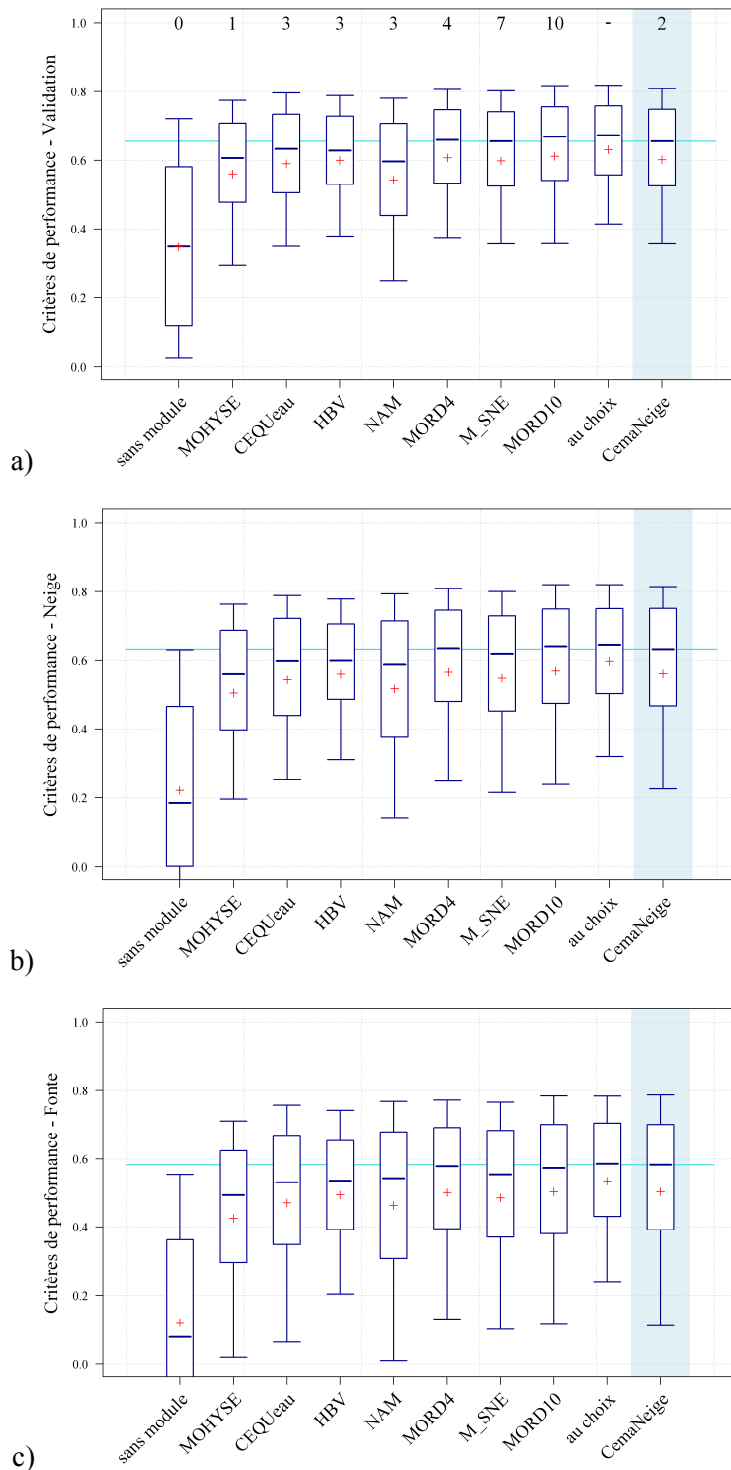 0 1 3 3 3 4 7 10 - 2
1.0
0.8
0.6
0.4
0.2
0.0
Critères de performance - Validation
sans module
MOHYSE
CEQUeau
HBV
NAM
MORD4
M_SNE
MORD10
au choix
CemaNeige
a)
1.0
0.8
0.6
0.4
0.2
0.0
Critères de performance - Neige
sans module
MOHYSE
CEQUeau
HBV
NAM
MORD4
M_SNE
MORD10
au choix
CemaNeige
b)
1.0
0.8
0.6
0.4
0.2
0.0
Critères de performance - Fonte
sans module
MOHYSE
CEQUeau
HBV
NAM
MORD4
M_SNE
MORD10
au choix
CemaNeige
c)